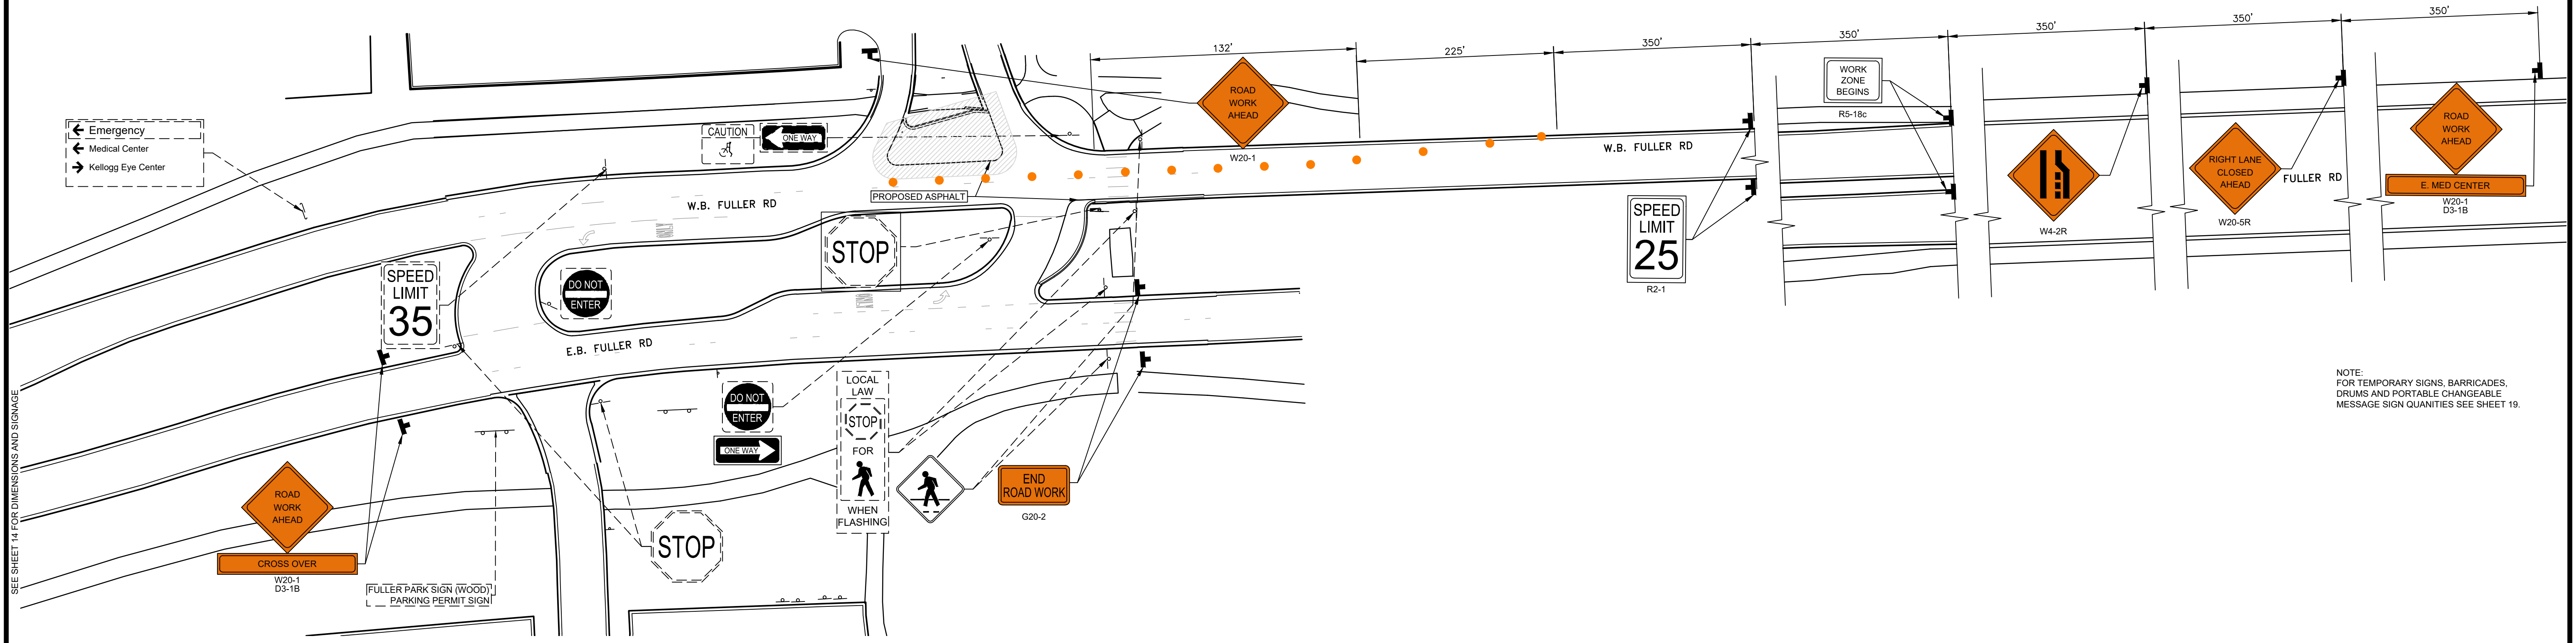 132'
225'
350'
350'
350'
350'
350'
Emergency
Medical Center
Kellogg Eye Center
CAUTION
ONE WAY
ROAD
WORK
AHEAD
W20-1
PROPOSED ASPHALT
W.B. FULLER RD
W.B. FULLER RD
WORK
ZONE
BEGINS
R5-18c
SPEED
LIMIT
25
R2-1
W4-2R
RIGHT LANE
CLOSED
AHEAD
W20-5R
FULLER RD
ROAD
WORK
AHEAD
E. MED CENTER
W20-1
D3-1B
SPEED
LIMIT
35
DO NOT
ENTER
STOP
E.B. FULLER RD
DO NOT
ENTER
ONE WAY
LOCAL
LAW
STOP
FOR
WHEN
FLASHING
END
ROAD WORK
G20-2
STOP
ROAD
WORK
AHEAD
CROSS OVER
W20-1
D3-1B
FULLER PARK SIGN (WOOD)
PARKING PERMIT SIGN
SEE SHEET 14 FOR DIMENSIONS AND SIGNAGE
NOTE:
FOR TEMPORARY SIGNS, BARRICADES,
DRUMS AND PORTABLE CHANGEABLE
MESSAGE SIGN QUANITIES SEE SHEET 19.